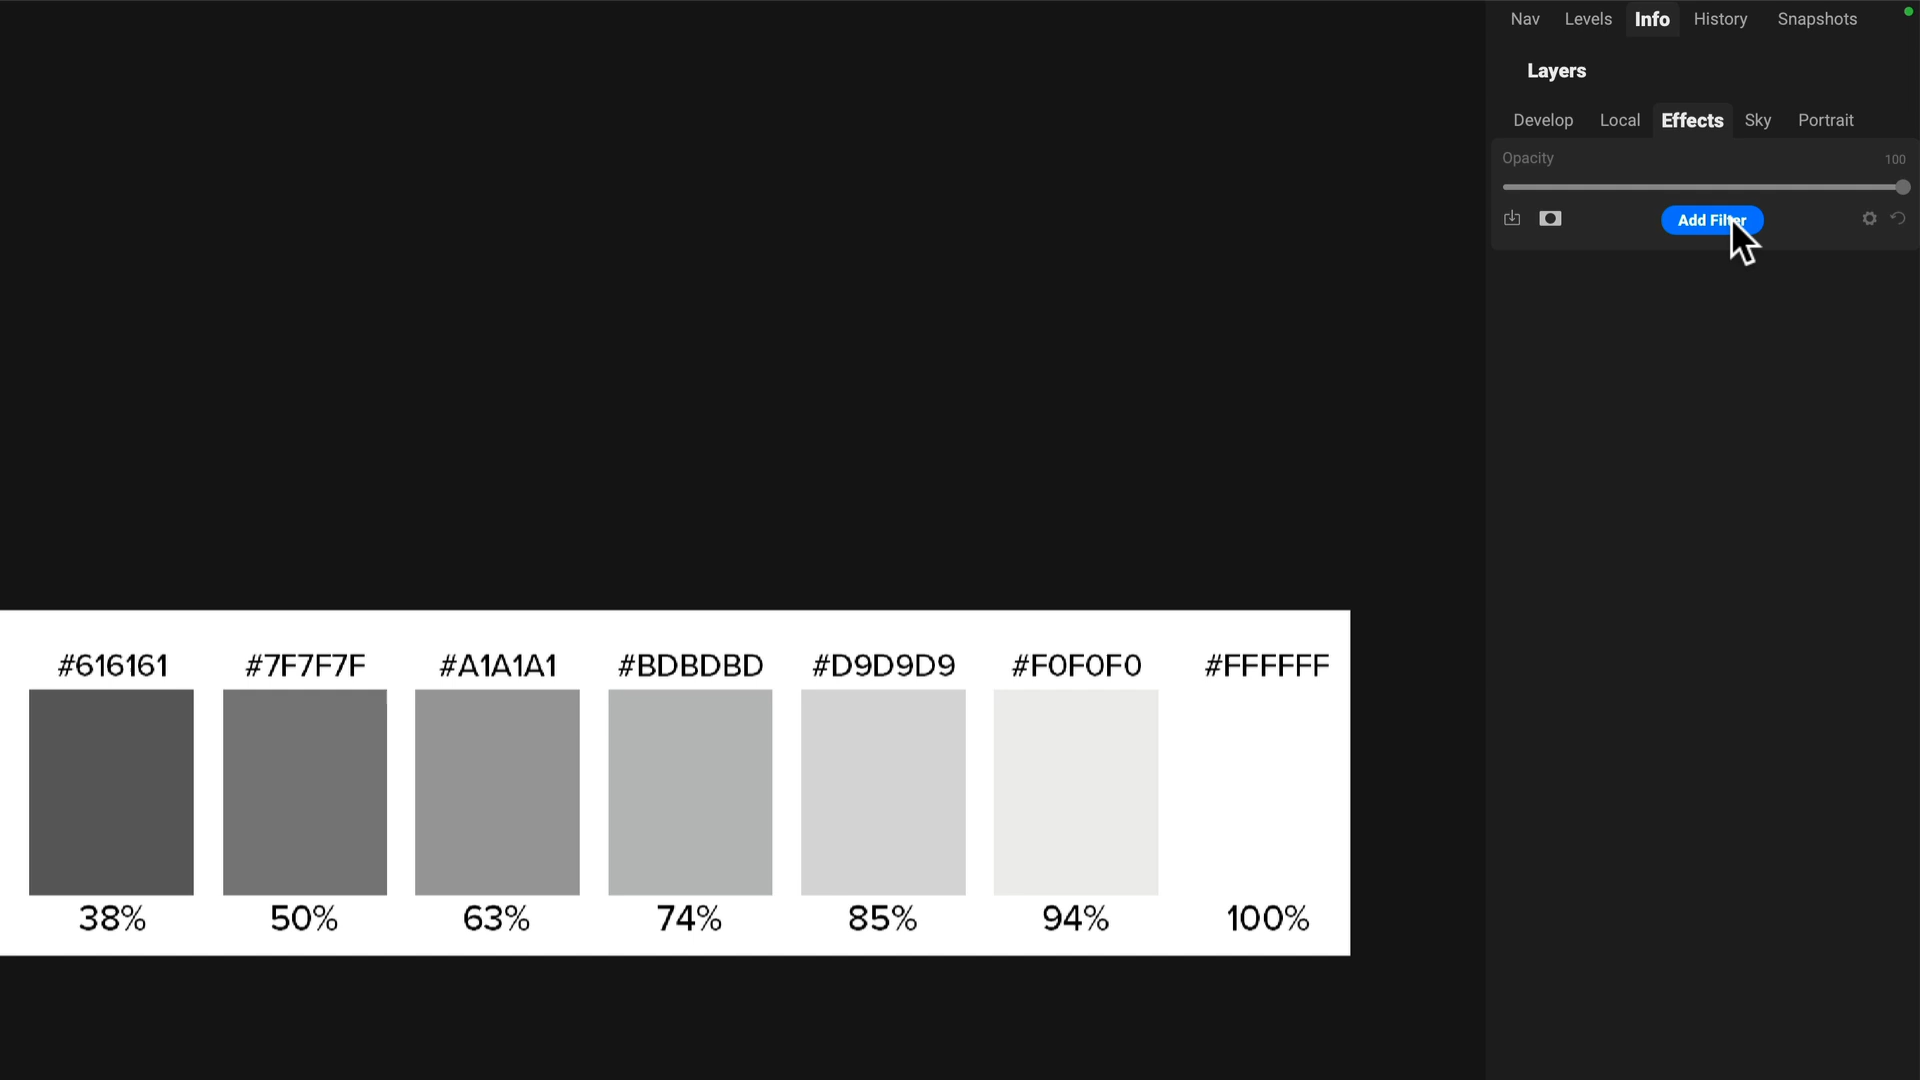 Nav Levels Info History Snapshots
Layers
Develop Local Effects Sky Portrait
Opacity 100
Add Filter
#616161 #7F7F7F #A1A1A1 #BDBDBD #D9D9D9 #F0F0F0 #FFFFFF
38% 50% 63% 74% 85% 94% 100%